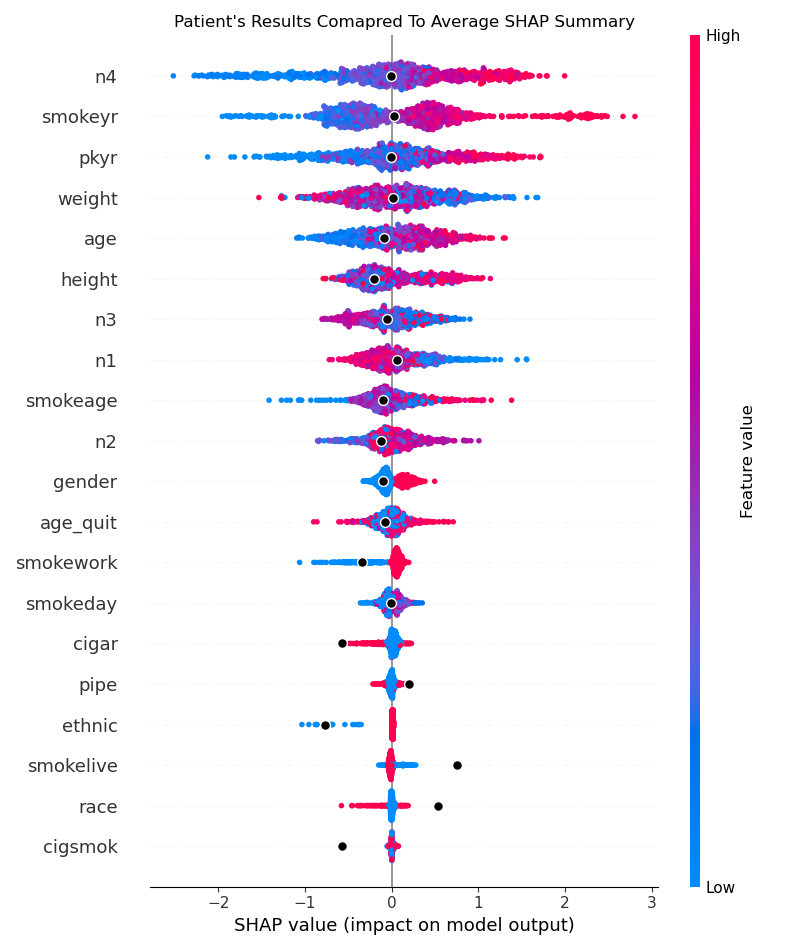 Patient's Results Comapred To Average SHAP Summary
High
n4
smokeyr
pkyr
weight
age
height
n3
n1
smokeage
n2
gender
age_quit
smokework
smokeday
cigar
pipe
ethnic
smokelive
race
cigsmok
Feature value
Low
−2 −1 0 1 2 3
SHAP value (impact on model output)